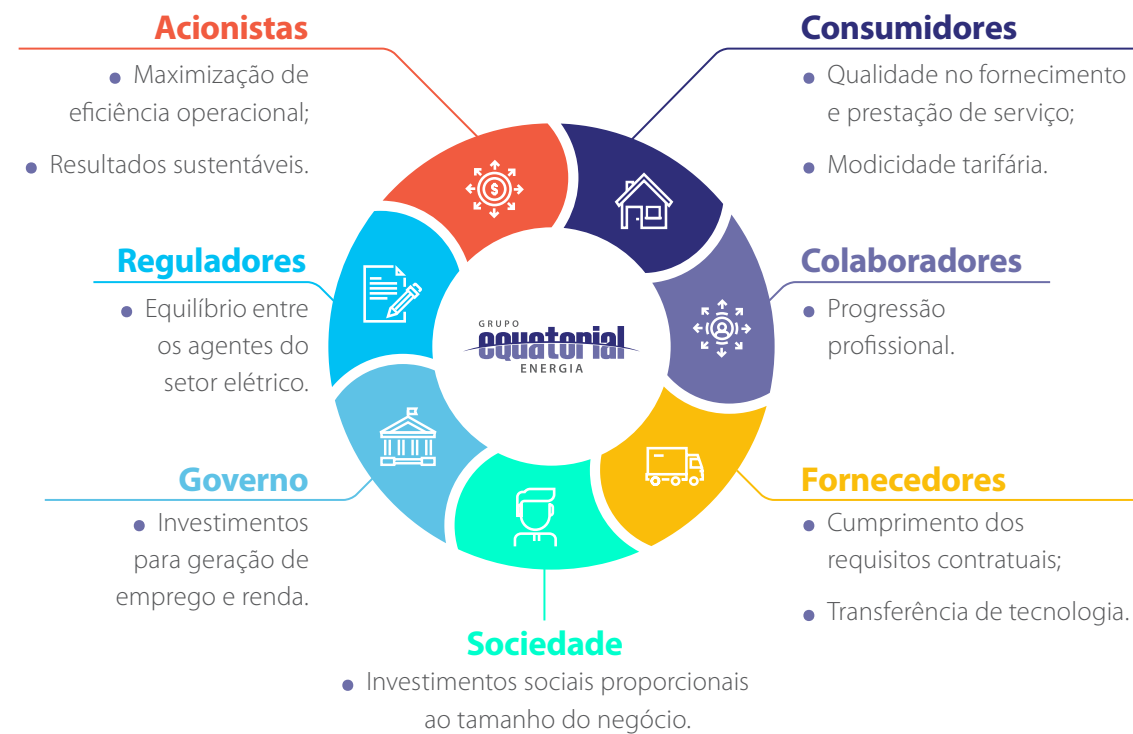 Acionistas
• Maximização de
eficiência operacional;
• Resultados sustentáveis.
Consumidores
• Qualidade no fornecimento
e prestação de serviço;
• Modicidade tarifária.
Reguladores
• Equilíbrio entre
os agentes do
setor elétrico.
GRUPO
equatorial
ENERGIA
Colaboradores
• Progressão
profissional.
Governo
• Investimentos
para geração de
emprego e renda.
Fornecedores
• Cumprimento dos
requisitos contratuais;
• Transferência de tecnologia.
Sociedade
• Investimentos sociais proporcionais
ao tamanho do negócio.